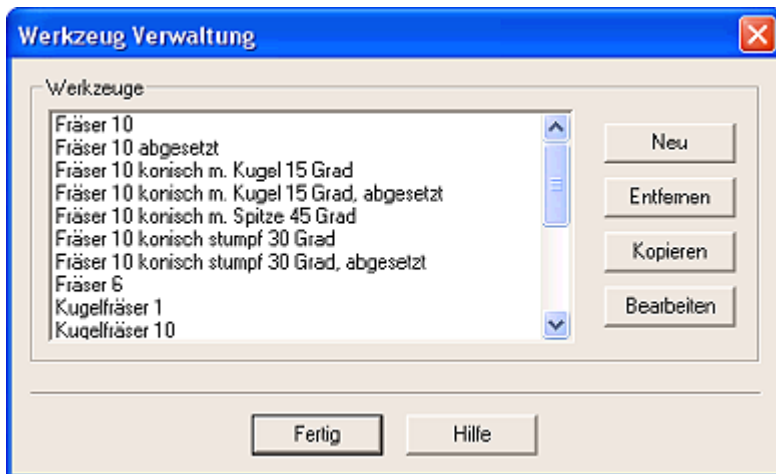 Werkzeug Verwaltung
Werkzeuge
Fräser 10
Fräser 10 abgesetzt
Fräser 10 konisch m. Kugel 15 Grad
Fräser 10 konisch m. Kugel 15 Grad, abgesetzt
Fräser 10 konisch m. Spitze 45 Grad
Fräser 10 konisch stumpf 30 Grad
Fräser 10 konisch stumpf 30 Grad, abgesetzt
Fräser 6
Kugelfräser 1
Kugelfräser 10
Neu
Entfernen
Kopieren
Bearbeiten
Fertig
Hilfe